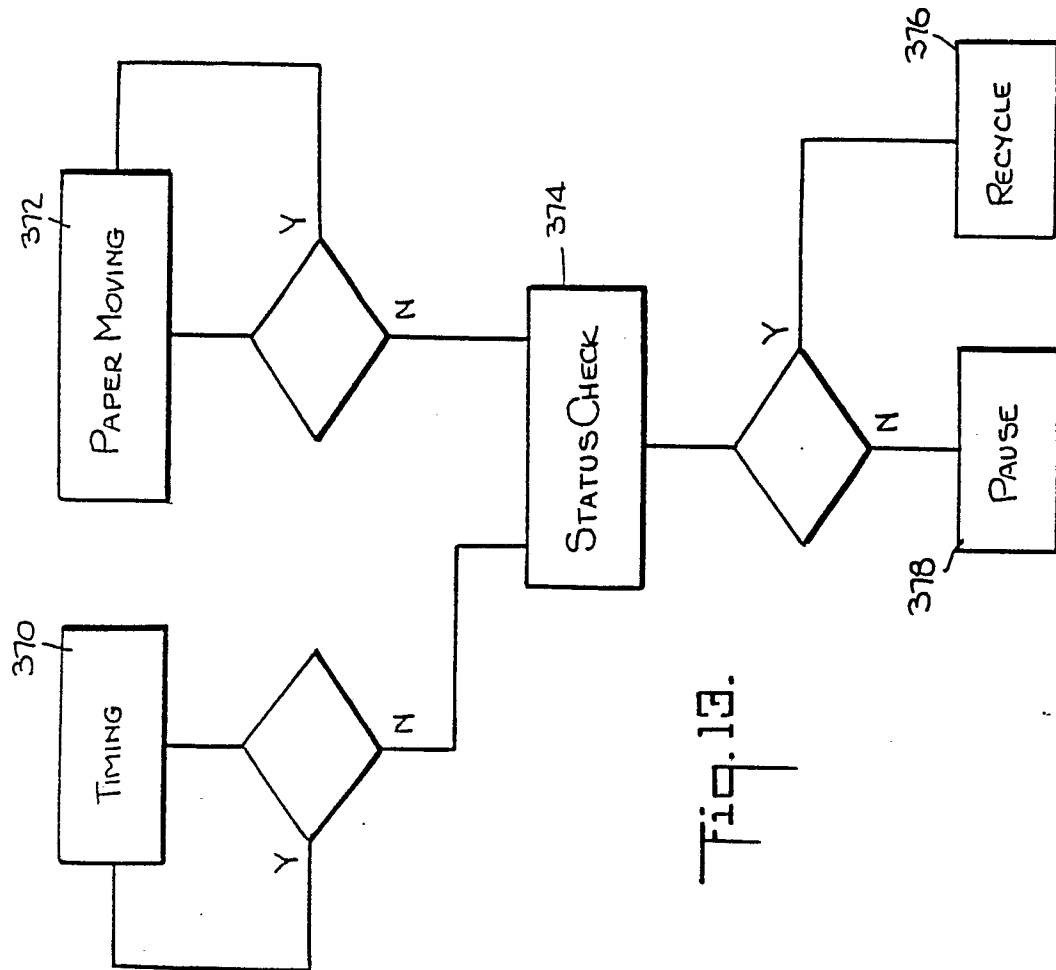 370
TIMING
Y
N
372
PAPER MOVING
Y
N
374
STATUS CHECK
Y
N
378
PAUSE
376
RECYCLE
Fig. 13.